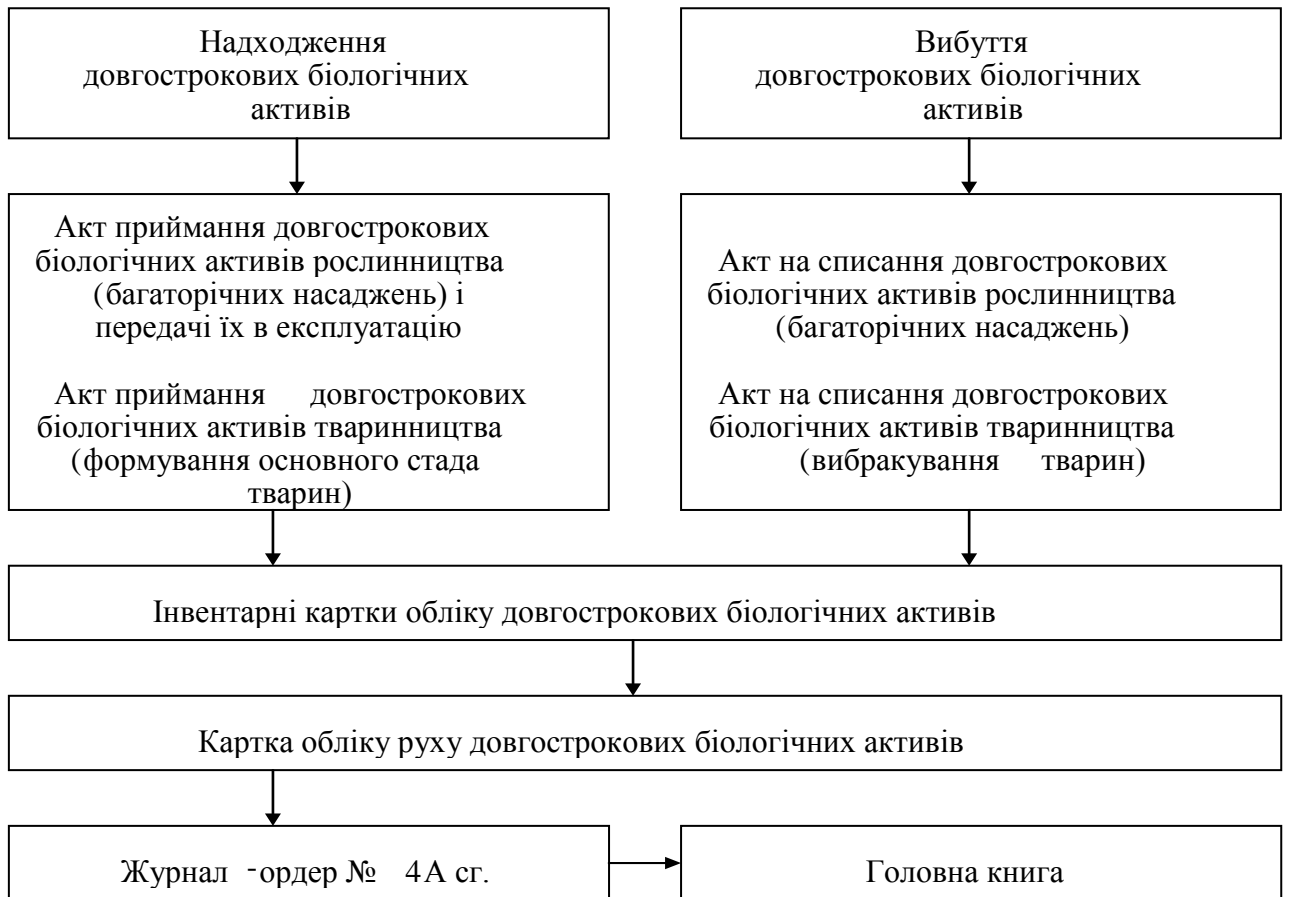 Надходження
довгострокових біологічних
активів
Вибуття
довгострокових біологічних
активів
Акт приймання довгострокових
біологічних активів рослинництва
(багаторічних насаджень) і
передачі їх в експлуатацію
Акт приймання довгострокових
біологічних активів тваринництва
(формування основного стада
тварин)
Акт на списання довгострокових
біологічних активів рослинництва
(багаторічних насаджень)
Акт на списання довгострокових
біологічних активів тваринництва
(вибракування тварин)
Інвентарні картки обліку довгострокових біологічних активів
Картка обліку руху довгострокових біологічних активів
Журнал -ордер № 4А сг.
Головна книга